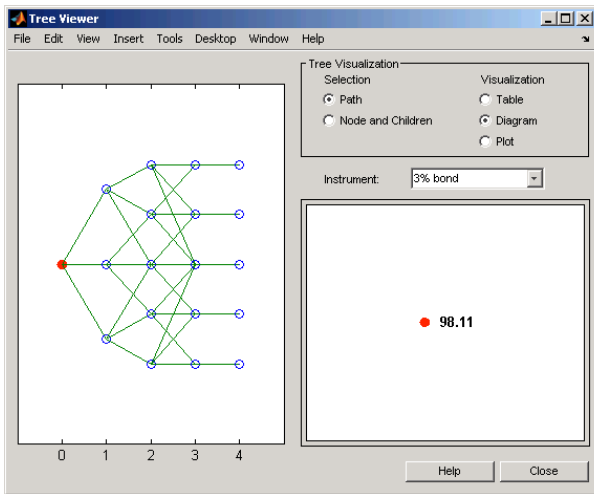 Tree Viewer
File Edit View Insert Tools Desktop Window Help
Tree Visualization
Selection Visualization
Path Table
Node and Children Diagram
Plot
Instrument: 3% bond
98.11
0 1 2 3 4
Help Close